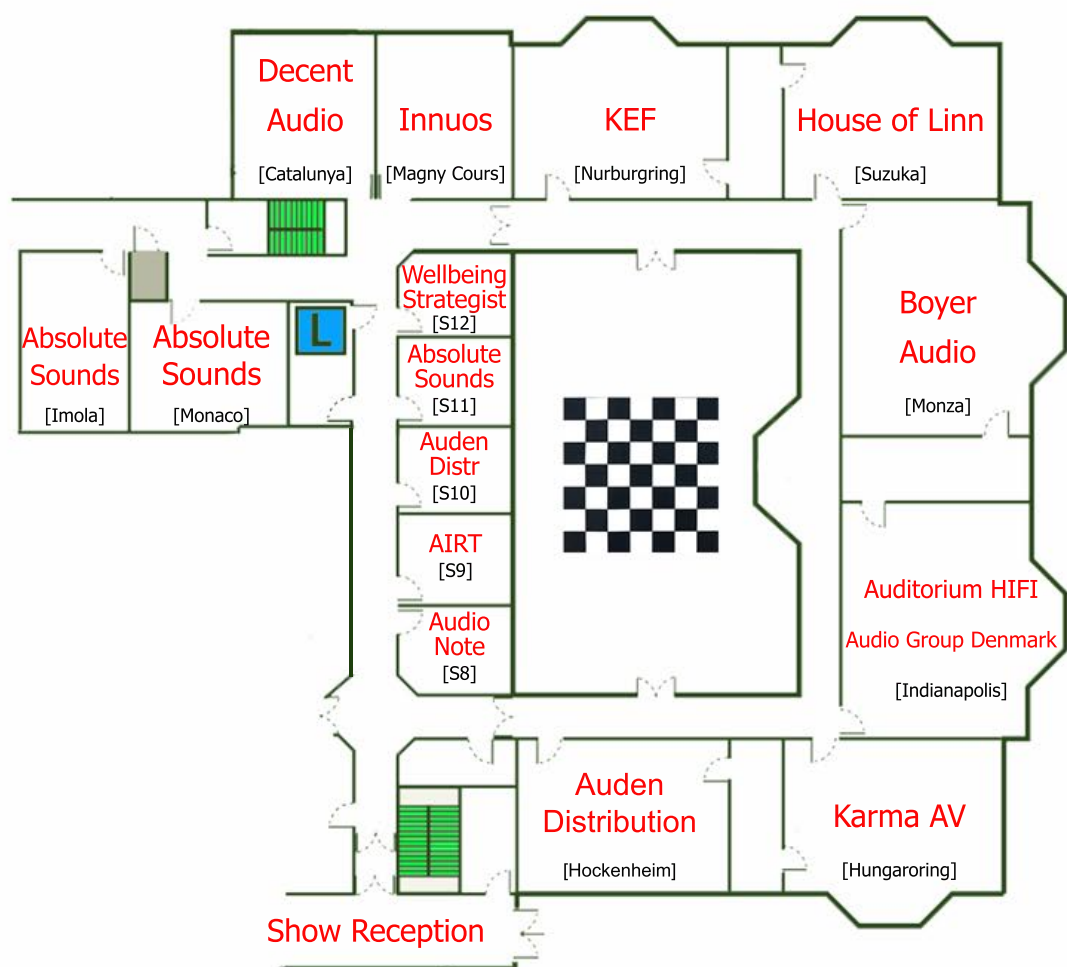 Decent
Audio
[Catalunya]
Innuos
[Magny Cours]
KEF
[Nurburgring]
House of Linn
[Suzuka]
Absolute
Sounds
[Imola]
Absolute
Sounds
[Monaco]
L
Wellbeing
Strategist
[S12]
Absolute
Sounds
[S11]
Auden
Distr
[S10]
AIRT
[S9]
Audio
Note
[S8]
Boyer
Audio
[Monza]
Auditorium HIFI
Audio Group Denmark
[Indianapolis]
Auden
Distribution
[Hockenheim]
Karma AV
[Hungaroring]
Show Reception